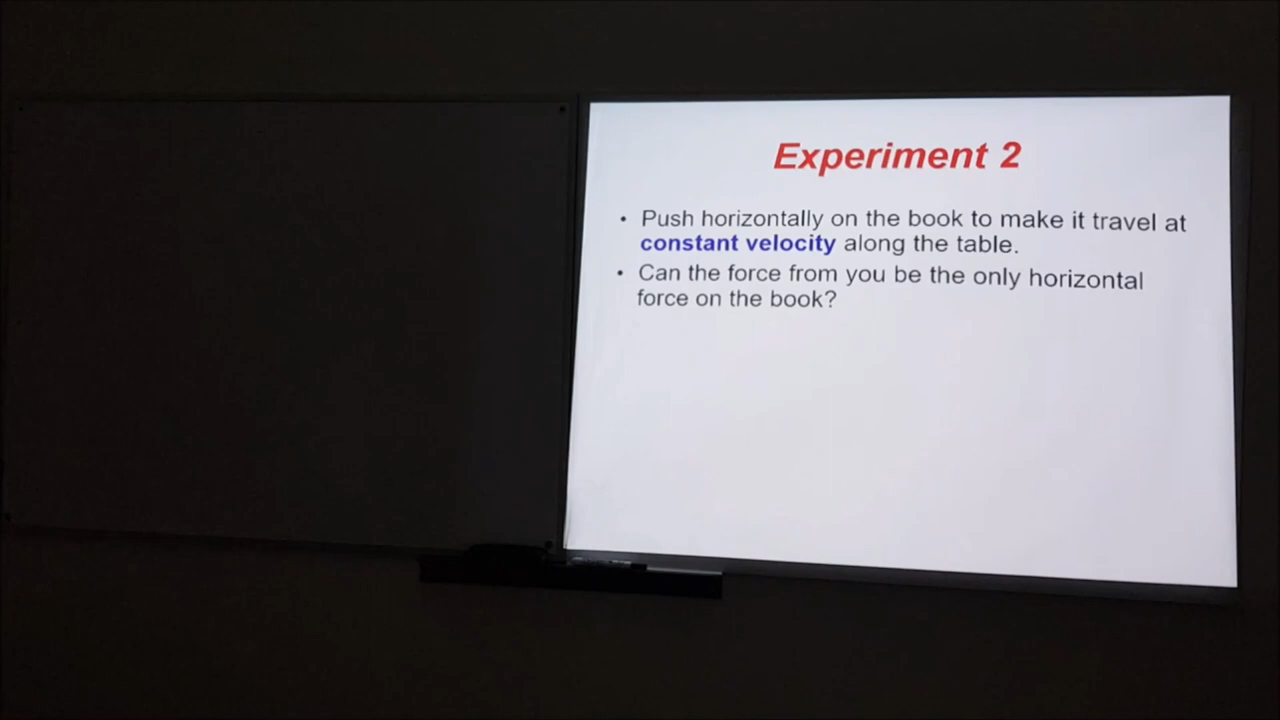 Experiment 2
• Push horizontally on the book to make it travel at
constant velocity along the table.
• Can the force from you be the only horizontal
force on the book?